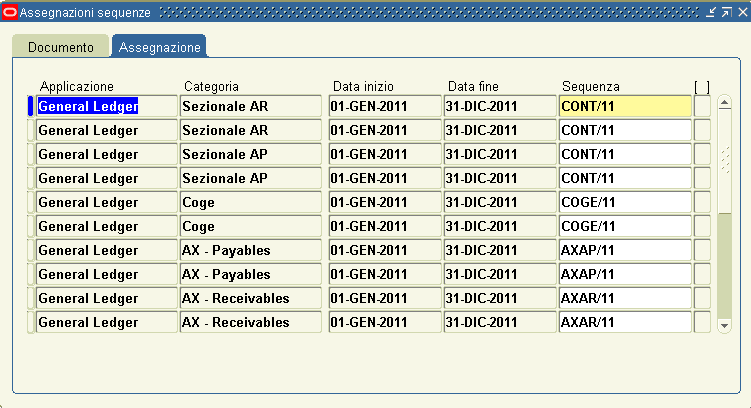 Assegnazioni sequenze
Documento Assegnazione
Applicazione Categoria Data inizio Data fine Sequenza [ ]
General Ledger Sezionale AR 01-GEN-2011 31-DIC-2011 CONT/11
General Ledger Sezionale AR 01-GEN-2011 31-DIC-2011 CONT/11
General Ledger Sezionale AP 01-GEN-2011 31-DIC-2011 CONT/11
General Ledger Sezionale AP 01-GEN-2011 31-DIC-2011 CONT/11
General Ledger Coge 01-GEN-2011 31-DIC-2011 COGE/11
General Ledger Coge 01-GEN-2011 31-DIC-2011 COGE/11
General Ledger AX - Payables 01-GEN-2011 31-DIC-2011 AXAP/11
General Ledger AX - Payables 01-GEN-2011 31-DIC-2011 AXAP/11
General Ledger AX - Receivables 01-GEN-2011 31-DIC-2011 AXAR/11
General Ledger AX - Receivables 01-GEN-2011 31-DIC-2011 AXAR/11